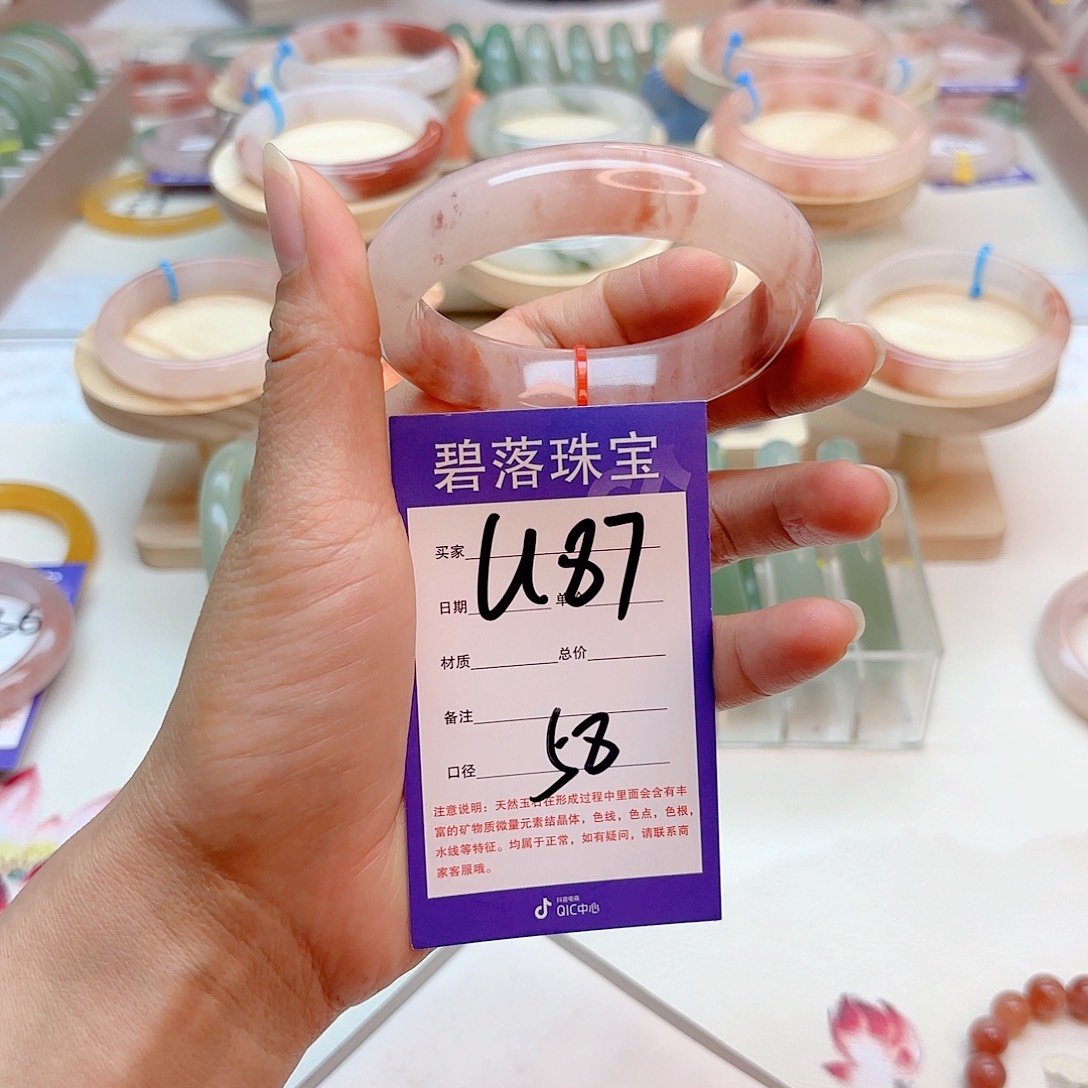 碧落珠宝
买家
U87
日期
材质 总价
备注
58
口径
注意说明：天然玉石在形成过程中里面会含有丰
富的矿物质微量元素结晶体，色线，色点，色根，
水线等特征。均属于正常，如有疑问，请联系商
家客服哦。
抖音电商
QIC中心